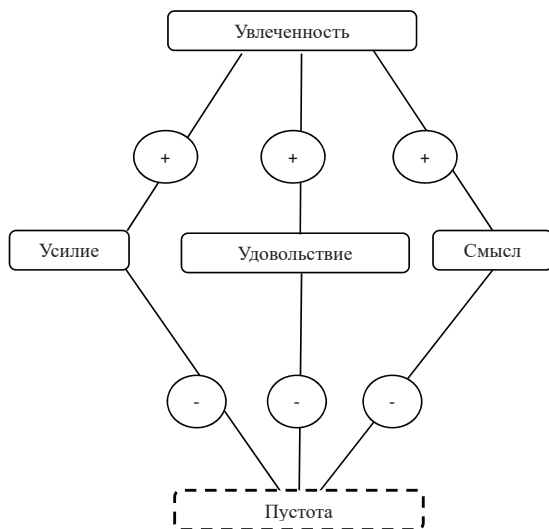 Увлеченность
+ + +
Усилие Удовольствие Смысл
- - -
Пустота